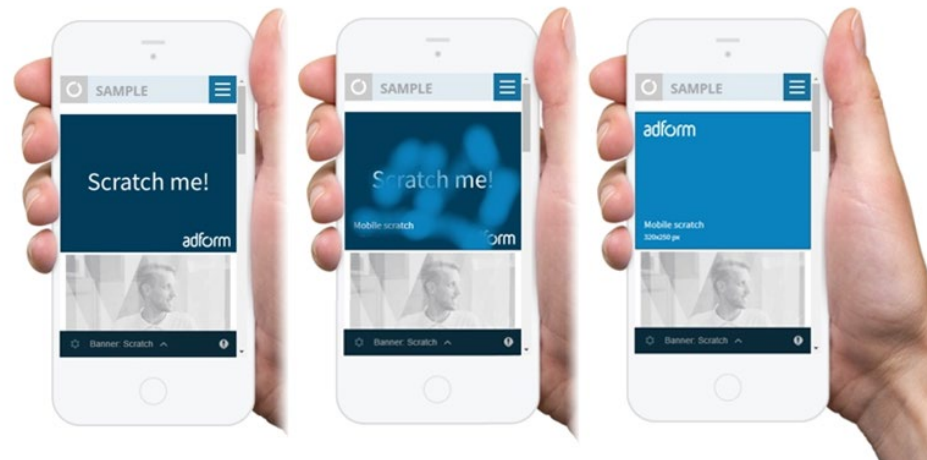 SAMPLE
Scratch me!
adform
Banner: Scratch
SAMPLE
Scratch me!
Mobile scratch
orm
Banner: Scratch
SAMPLE
adform
Mobile scratch
320x250 px
Banner: Scratch